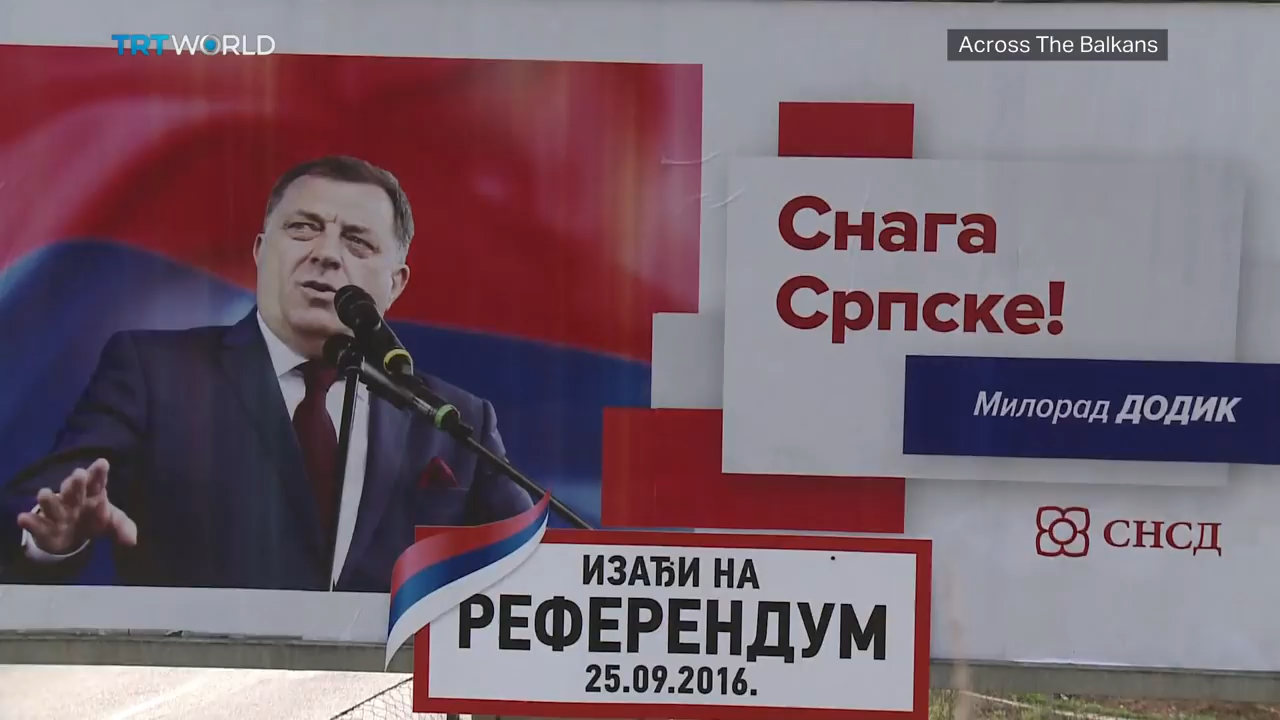 TRT WORLD
Across The Balkans
Снага
Српске!
Милорад ДОДИК
СНСД
ИЗАЂИ НА
РЕФЕРЕНДУМ
25.09.2016.